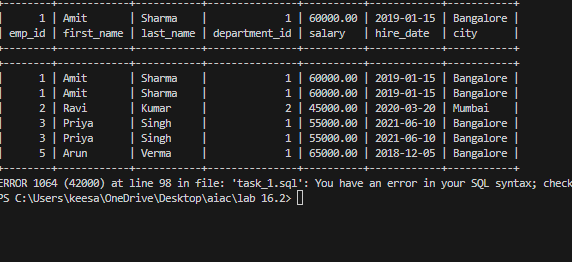 +--------+------------+-----------+---------------+----------+------------+-----------+
|      1 | Amit       | Sharma    |             1 | 60000.00 | 2019-01-15 | Bangalore |
| emp_id | first_name | last_name | department_id | salary   | hire_date  | city      |
+--------+------------+-----------+---------------+----------+------------+-----------+
+--------+------------+-----------+---------------+----------+------------+-----------+
|      1 | Amit       | Sharma    |             1 | 60000.00 | 2019-01-15 | Bangalore |
|      1 | Amit       | Sharma    |             1 | 60000.00 | 2019-01-15 | Bangalore |
|      2 | Ravi       | Kumar     |             2 | 45000.00 | 2020-03-20 | Mumbai    |
|      3 | Priya      | Singh     |             1 | 55000.00 | 2021-06-10 | Bangalore |
|      3 | Priya      | Singh     |             1 | 55000.00 | 2021-06-10 | Bangalore |
|      5 | Arun       | Verma     |             1 | 65000.00 | 2018-12-05 | Bangalore |
+--------+------------+-----------+---------------+----------+------------+-----------+
ERROR 1064 (42000) at line 98 in file: 'task_1.sql': You have an error in your SQL syntax; check
PS C:\Users\keesa\OneDrive\Desktop\aiac\lab 16.2>